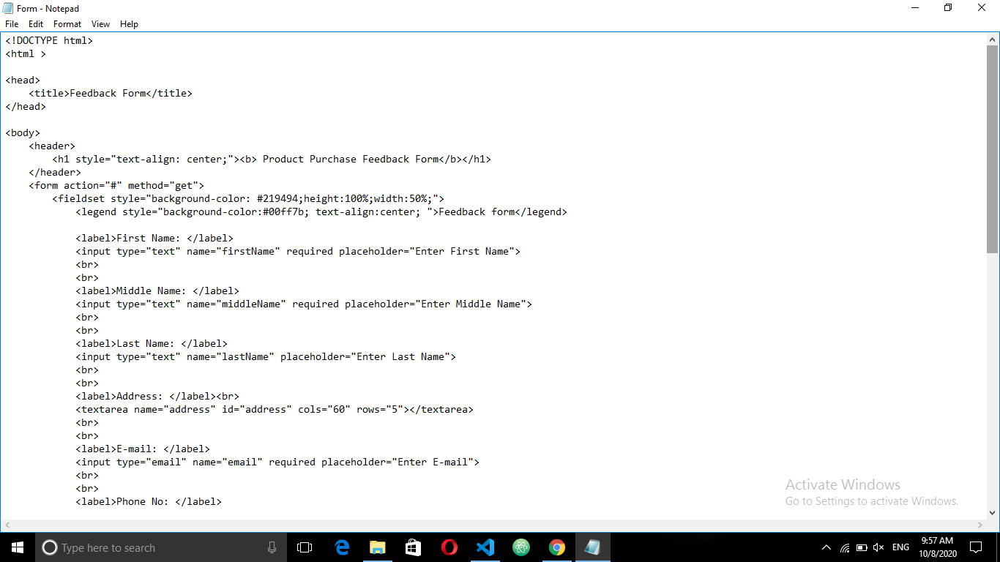 Form - Notepad
File Edit Format View Help
<!DOCTYPE html>
<html >
<head>
    <title>Feedback Form</title>
</head>
<body>
    <header>
        <h1 style="text-align: center;"><b> Product Purchase Feedback Form</b></h1>
    </header>
    <form action="#" method="get">
        <fieldset style="background-color: #219494;height:100%;width:50%;">
            <legend style="background-color:#00ff7b; text-align:center; ">Feedback form</legend>
            <label>First Name: </label>
            <input type="text" name="firstName" required placeholder="Enter First Name">
            <br>
            <br>
            <label>Middle Name: </label>
            <input type="text" name="middleName" required placeholder="Enter Middle Name">
            <br>
            <br>
            <label>Last Name: </label>
            <input type="text" name="lastName" placeholder="Enter Last Name">
            <br>
            <br>
            <label>Address: </label><br>
            <textarea name="address" id="address" cols="60" rows="5"></textarea>
            <br>
            <br>
            <label>E-mail: </label>
            <input type="email" name="email" required placeholder="Enter E-mail">
            <br>
            <br>
            <label>Phone No: </label>
Activate Windows
Go to Settings to activate Windows.
Type here to search
ENG
9:57 AM
10/8/2020